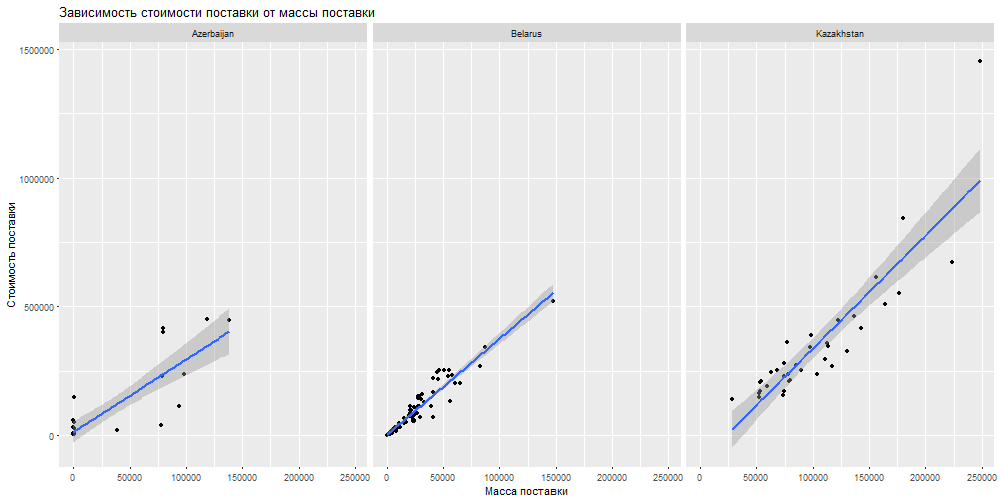 Зависимость стоимости поставки от массы поставки
Azerbaijan
Belarus
Kazakhstan
Стоимость поставки
1500000
1000000
500000
0
0 50000 100000 150000 200000 250000
0 50000 100000 150000 200000 250000
0 50000 100000 150000 200000 250000
Масса поставки